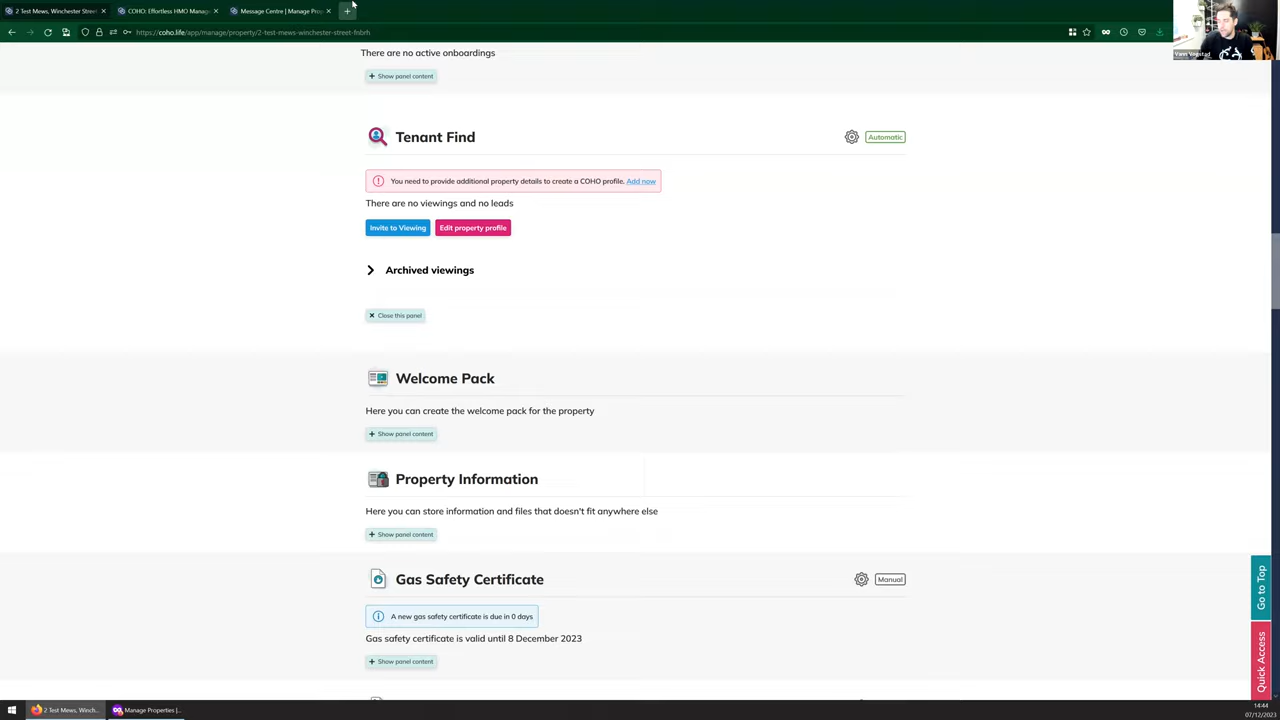 2 Test Mews, Winchester Street
COHO: Effortless HMO Manag
Message Centre | Manage Prop
https://coho.life/app/manage/property/2-test-mews-winchester-street-fnbrh
Vann Vogstad
There are no active onboardings
+ Show panel content
Tenant Find
Automatic
You need to provide additional property details to create a COHO profile. Add now
There are no viewings and no leads
Invite to Viewing
Edit property profile
Archived viewings
× Close this panel
Welcome Pack
Here you can create the welcome pack for the property
+ Show panel content
Property Information
Here you can store information and files that doesn't fit anywhere else
+ Show panel content
Gas Safety Certificate
Manual
A new gas safety certificate is due in 0 days
Gas safety certificate is valid until 8 December 2023
+ Show panel content
Go to Top
Quick Access
2 Test Mews, Winch...
Manage Properties |...
14:44
07/12/2023